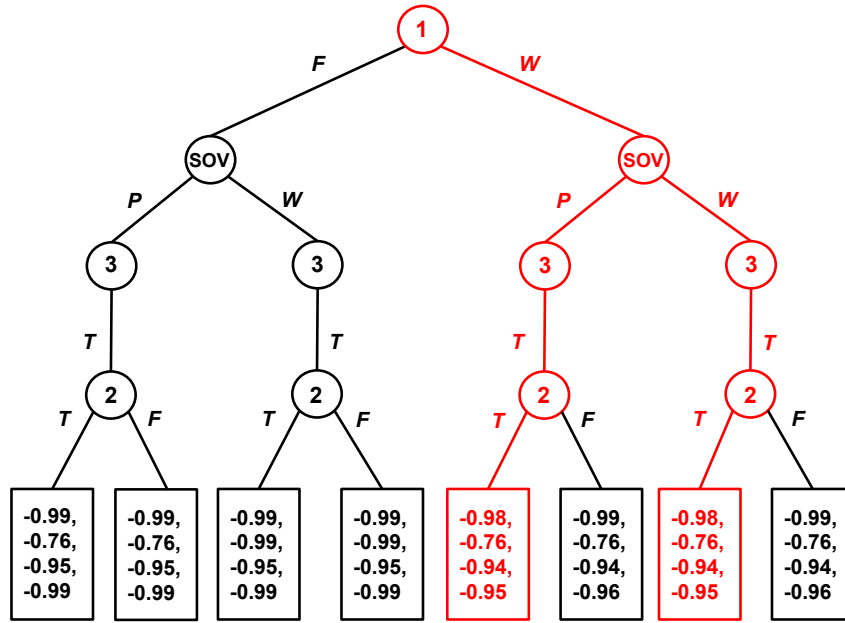 1
F W
SOV SOV
P W P W
3 3 3 3
T T T T
2 2 2 2
T F T F T F T F
-0.99, -0.99, -0.99, -0.99, -0.98, -0.99, -0.98, -0.99,
-0.76, -0.76, -0.99, -0.99, -0.76, -0.76, -0.76, -0.76,
-0.95, -0.95, -0.95, -0.95, -0.94, -0.94, -0.94, -0.94,
-0.99 -0.99 -0.99 -0.99 -0.95 -0.96 -0.95 -0.96